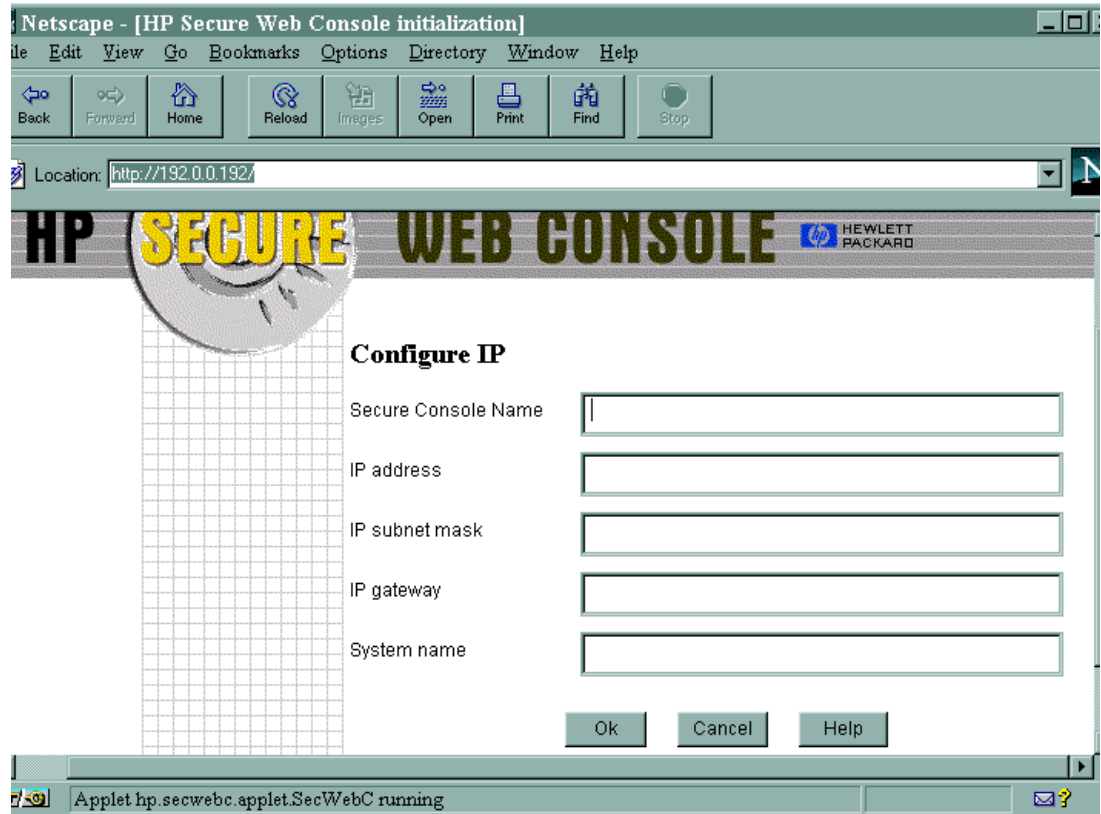 Netscape - [HP Secure Web Console initialization]
ile Edit View Go Bookmarks Options Directory Window Help
Back Forward Home Reload Images Open Print Find Stop
Location: http://192.0.0.192/
N
HP SECURE WEB CONSOLE hp HEWLETT
PACKARD
Configure IP
Secure Console Name
IP address
IP subnet mask
IP gateway
System name
Ok Cancel Help
Applet hp.secwebc.applet.SecWebC running